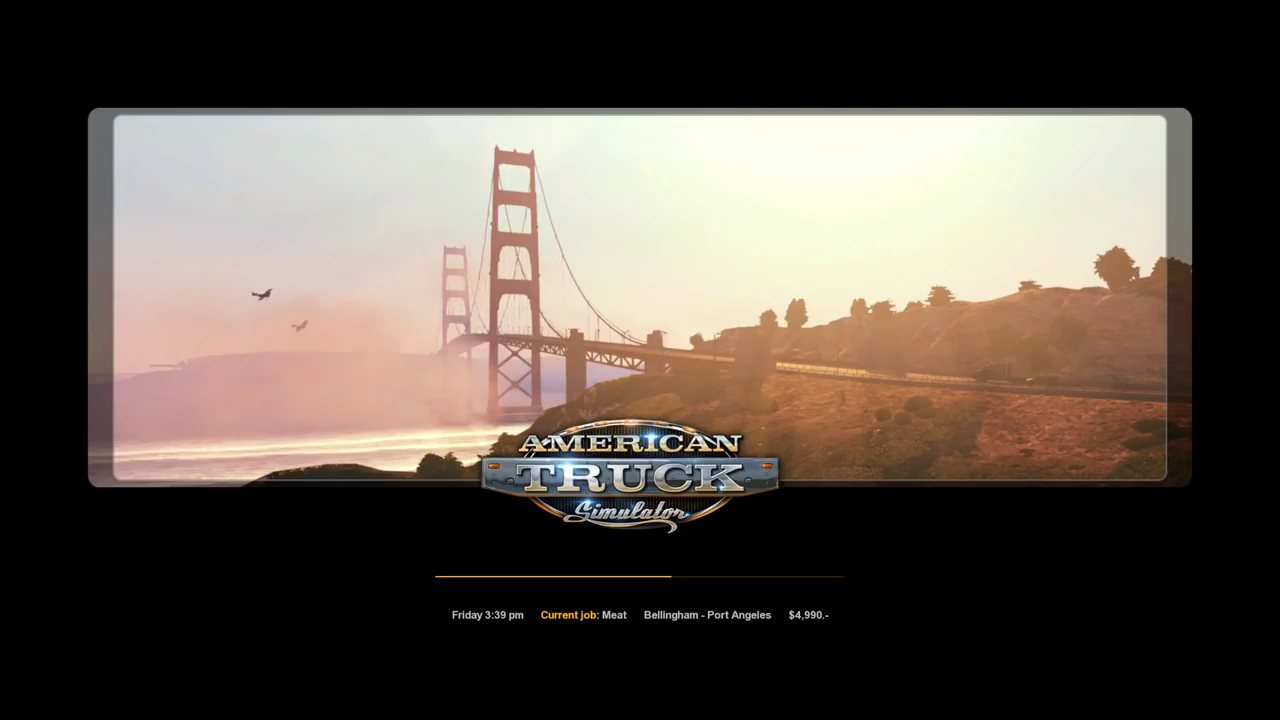 AMERICAN
TRUCK
Simulator
Friday 3:39 pm Current job: Meat Bellingham - Port Angeles $4,990.-